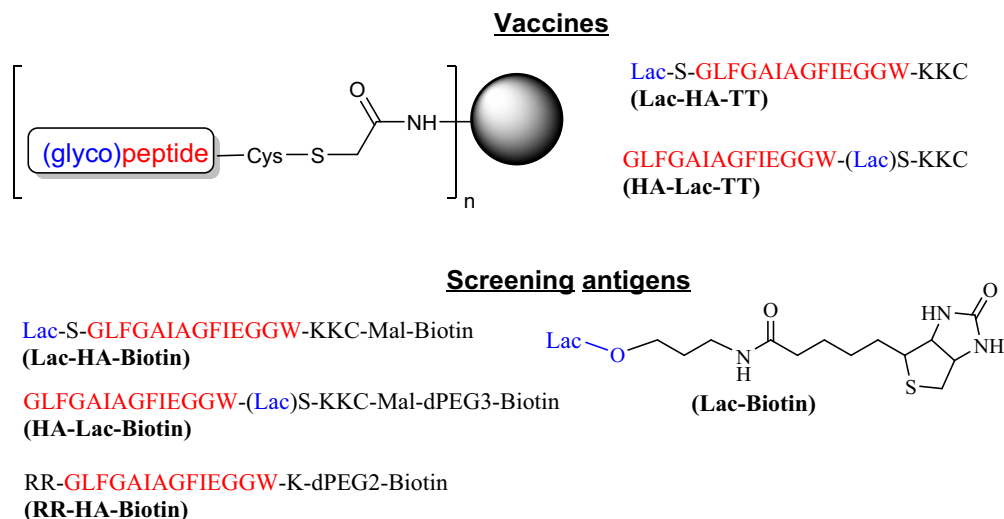 Vaccines
Lac-S-GLFGAIAGFIEGGW-KKC
(Lac-HA-TT)
O
(glyco)peptide
Cys
S
NH
n
GLFGAIAGFIEGGW-(Lac)S-KKC
(HA-Lac-TT)
Screening antigens
Lac-S-GLFGAIAGFIEGGW-KKC-Mal-Biotin
(Lac-HA-Biotin)
GLFGAIAGFIEGGW-(Lac)S-KKC-Mal-dPEG3-Biotin
(HA-Lac-Biotin)
RR-GLFGAIAGFIEGGW-K-dPEG2-Biotin
(RR-HA-Biotin)
Lac
O
N
H
O
S
HN
NH
O
(Lac-Biotin)